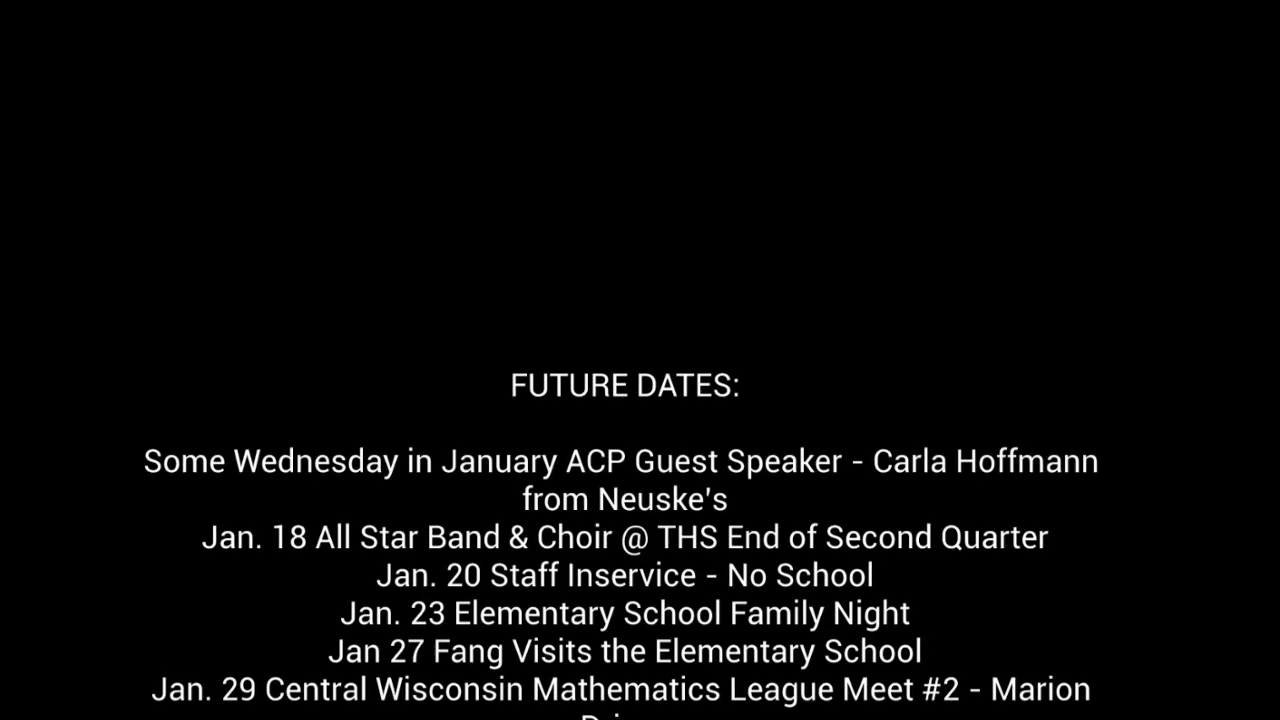 FUTURE DATES:
Some Wednesday in January ACP Guest Speaker - Carla Hoffmann
from Neuske's
Jan. 18 All Star Band & Choir @ THS End of Second Quarter
Jan. 20 Staff Inservice - No School
Jan. 23 Elementary School Family Night
Jan 27 Fang Visits the Elementary School
Jan. 29 Central Wisconsin Mathematics League Meet #2 - Marion